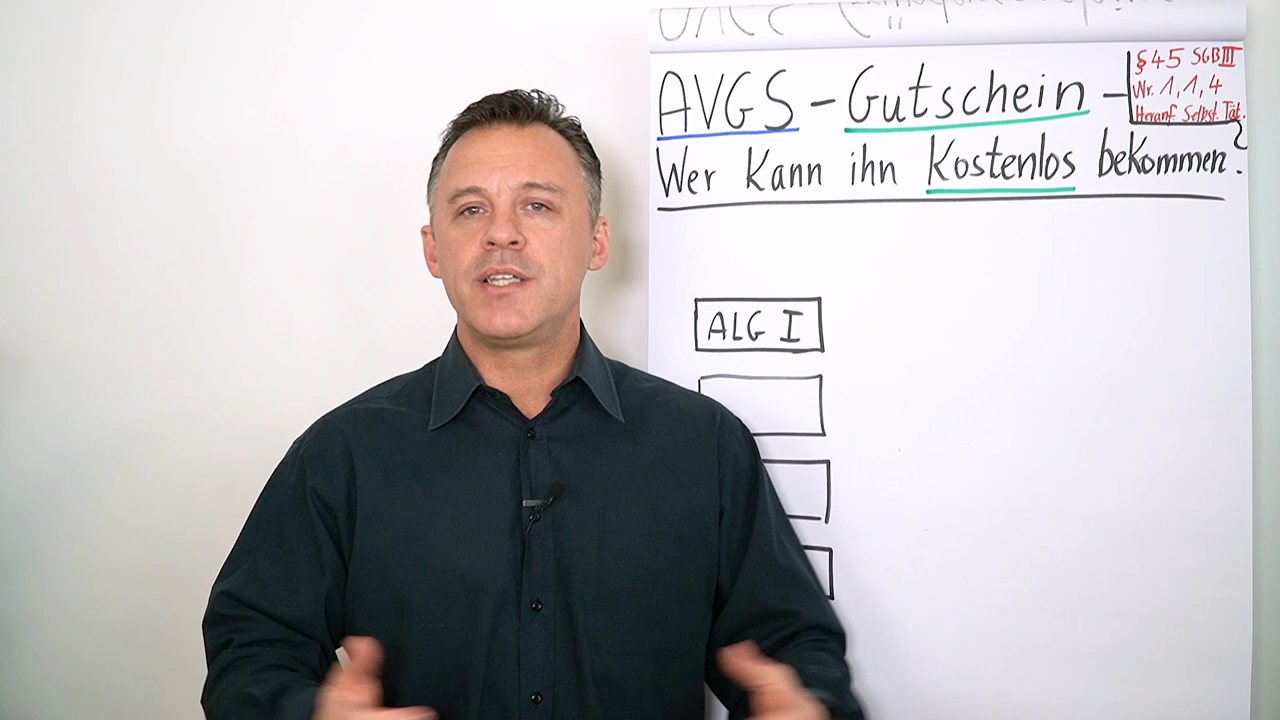 AVGS - Gutschein -
§45 SGB III
Nr. 1, 1, 4
Heranf. Selbst. Tät.
Wer kann ihn kostenlos bekommen?
ALG I